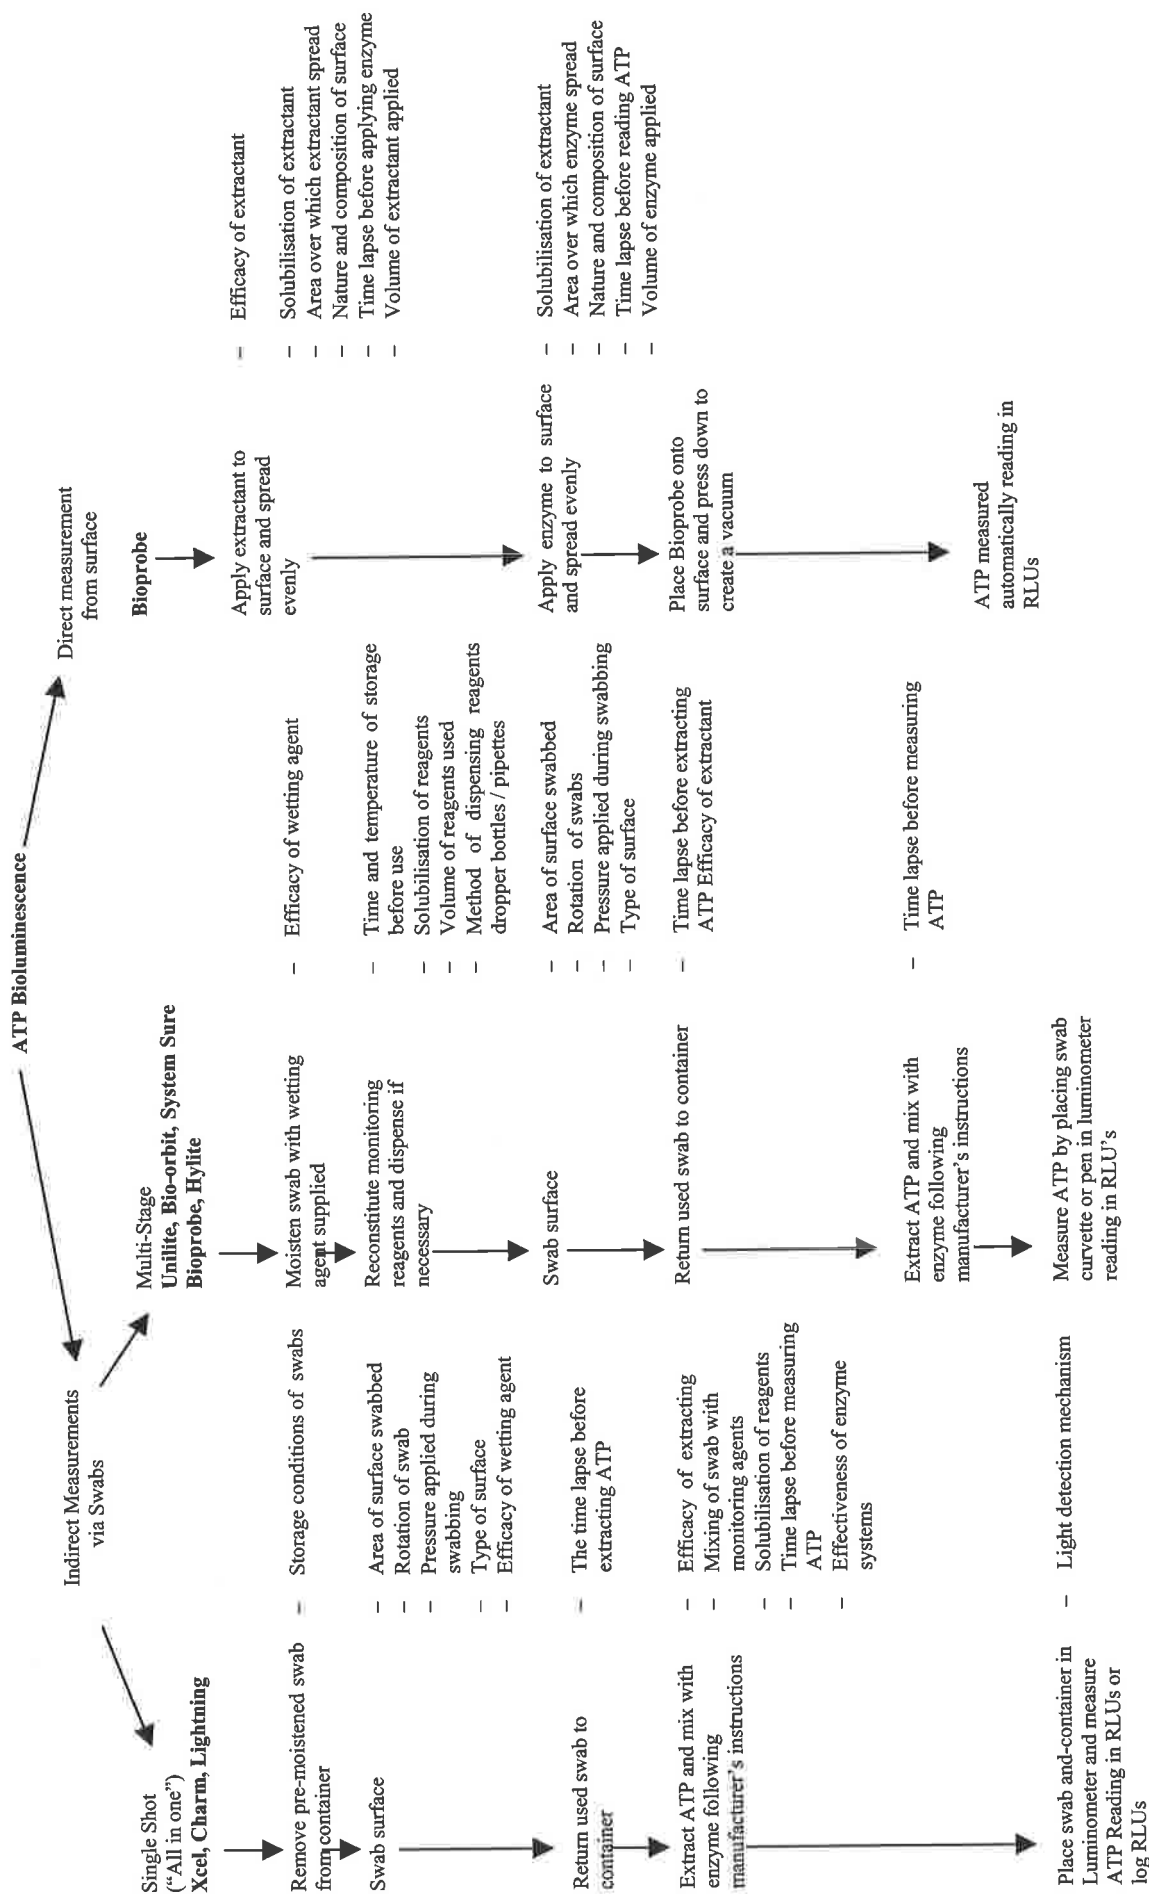 ATP Bioluminescence
Indirect Measurements
via Swabs
Direct measurement
from surface
Single Shot
("All in one")
Xcel, Charm, Lightning
Remove pre-moistened swab
from container
– Storage conditions of swabs
Swab surface
– Area of surface swabbed
– Rotation of swab
– Pressure applied during
swabbing
– Type of surface
– Efficacy of wetting agent
Return used swab to
container
– The time lapse before
extracting ATP
Extract ATP and mix with
enzyme following
manufacturer's instructions
– Efficacy of extracting
– Mixing of swab with
monitoring agents
– Solubilisation of reagents
– Time lapse before measuring
ATP
– Effectiveness of enzyme
systems
Place swab and-container in
Luminometer and measure
ATP Reading in RLUs or
log RLUs
– Light detection mechanism
Multi-Stage
Unilite, Bio-orbit, System Sure
Bioprobe, Hylite
Moisten swab with wetting
agent supplied
– Efficacy of wetting agent
Reconstitute monitoring
reagents and dispense if
necessary
– Time and temperature of storage
before use
– Solubilisation of reagents
– Volume of reagents used
– Method of dispensing reagents
dropper bottles / pipettes
Swab surface
– Area of surface swabbed
– Rotation of swabs
– Pressure applied during swabbing
– Type of surface
Return used swab to container
– Time lapse before extracting
ATP Efficacy of extractant
Extract ATP and mix with
enzyme following
manufacturer's instructions
– Time lapse before measuring
ATP
Measure ATP by placing swab
curvette or pen in luminometer
reading in RLU's
Bioprobe
Apply extractant to
surface and spread
evenly
– Efficacy of extractant
– Solubilisation of extractant
– Area over which extractant spread
– Nature and composition of surface
– Time lapse before applying enzyme
– Volume of extractant applied
Apply enzyme to surface
and spread evenly
– Solubilisation of extractant
– Area over which enzyme spread
– Nature and composition of surface
– Time lapse before reading ATP
– Volume of enzyme applied
Place Bioprobe onto
surface and press down to
create a vacuum
ATP measured
automatically reading in
RLUs